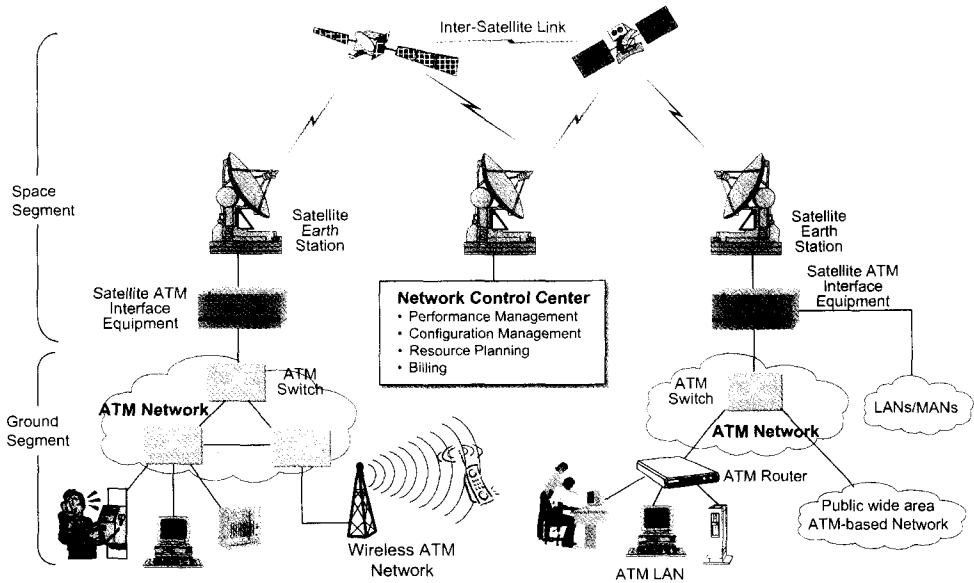 Inter-Satellite Link
Space
Segment
Satellite
Earth
Station
Satellite
Earth
Station
Satellite ATM
Interface
Equipment
Satellite ATM
Interface
Equipment
Network Control Center
• Performance Management
• Configuration Management
• Resource Planning
• Billing
Ground
Segment
ATM
Switch
ATM Network
ATM
Switch
ATM Network
LANs/MANs
ATM Router
Public wide area
ATM-based Network
Wireless ATM
Network
ATM LAN